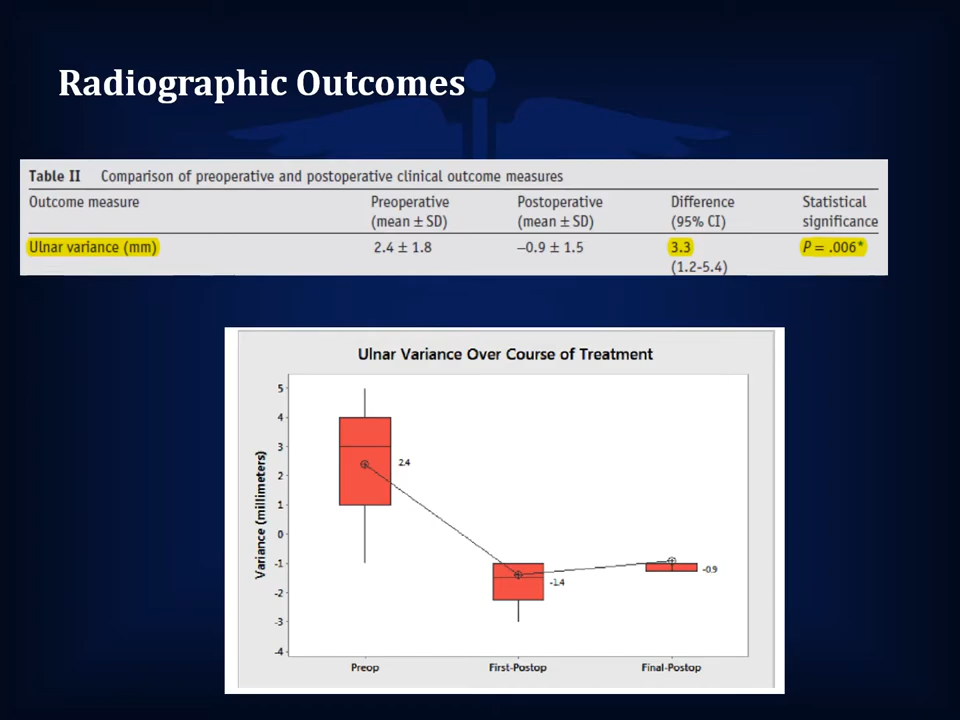 Radiographic Outcomes
Table II Comparison of preoperative and postoperative clinical outcome measures
Outcome measure Preoperative (mean ± SD) Postoperative (mean ± SD) Difference (95% CI) Statistical significance
Ulnar variance (mm) 2.4 ± 1.8 –0.9 ± 1.5 3.3 (1.2-5.4) P = .006*
Ulnar Variance Over Course of Treatment
Variance (millimeters)
5
4
3
2
1
0
-1
-2
-3
-4
2.4
-1.4
-0.9
Preop First-Postop Final-Postop